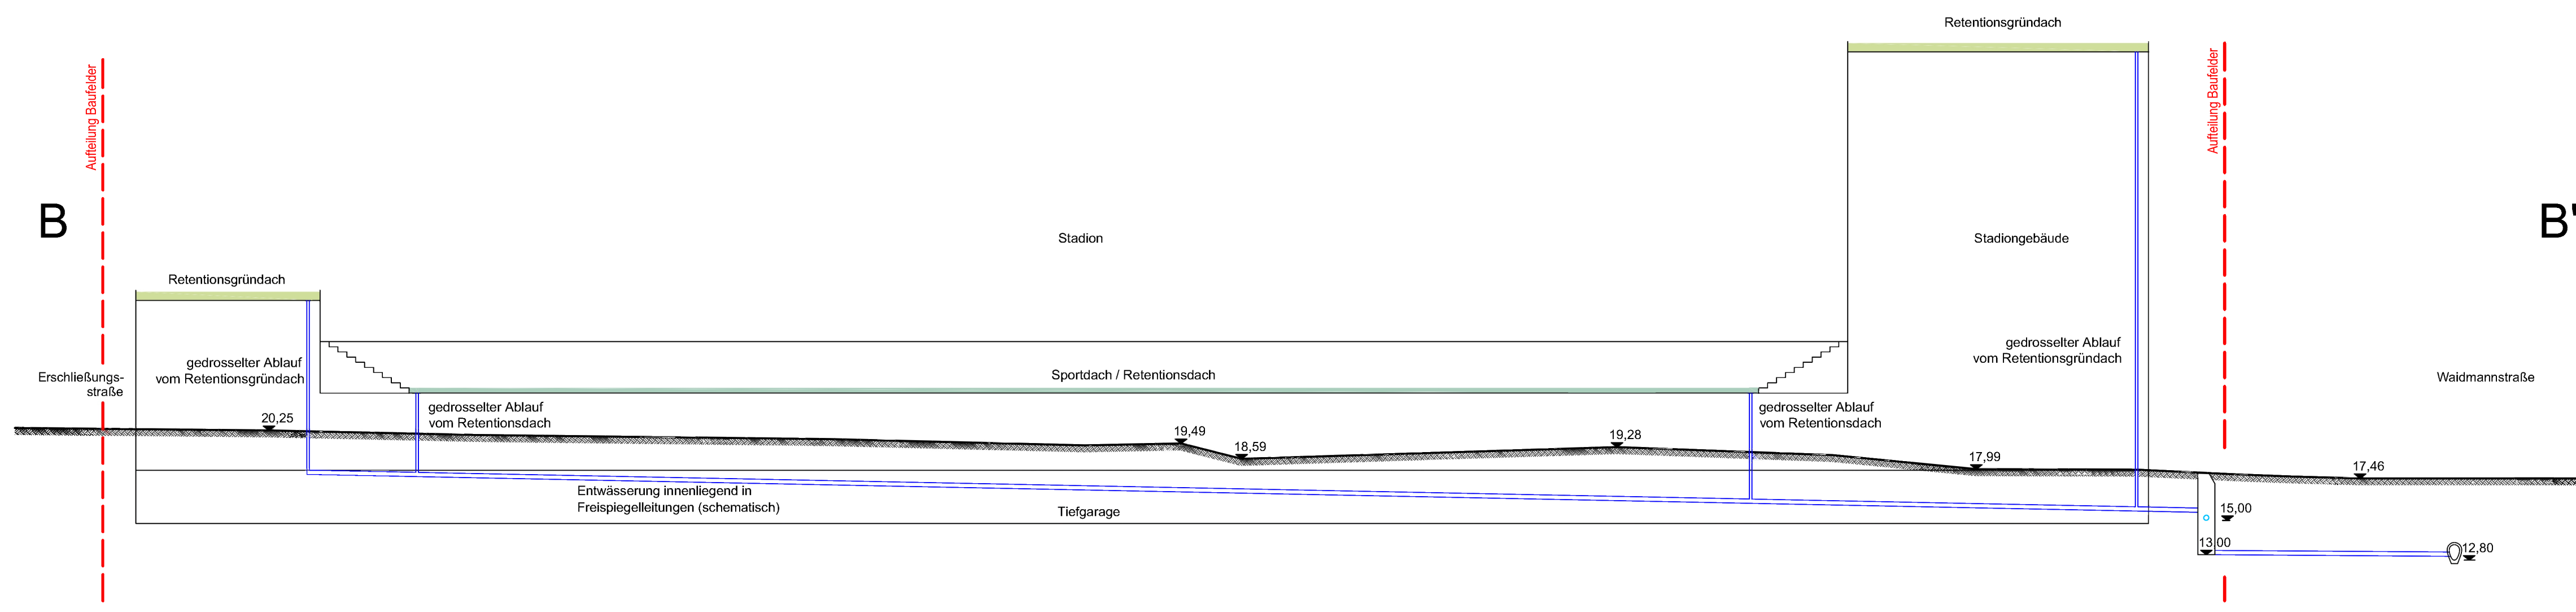 Retentionsgründach
Aufteilung Baufelder
Aufteilung Baufelder
B
B'
Stadion
Stadiongebäude
Retentionsgründach
gedrosselter Ablauf
vom Retentionsgründach
gedrosselter Ablauf
vom Retentionsgründach
Erschließungs-
straße
Sportdach / Retentionsdach
Waidmannstraße
gedrosselter Ablauf
vom Retentionsdach
gedrosselter Ablauf
vom Retentionsdach
20,25
19,49
18,59
19,28
17,99
17,46
Entwässerung innenliegend in
Freispiegelleitungen (schematisch)
Tiefgarage
15,00
13,00
12,80